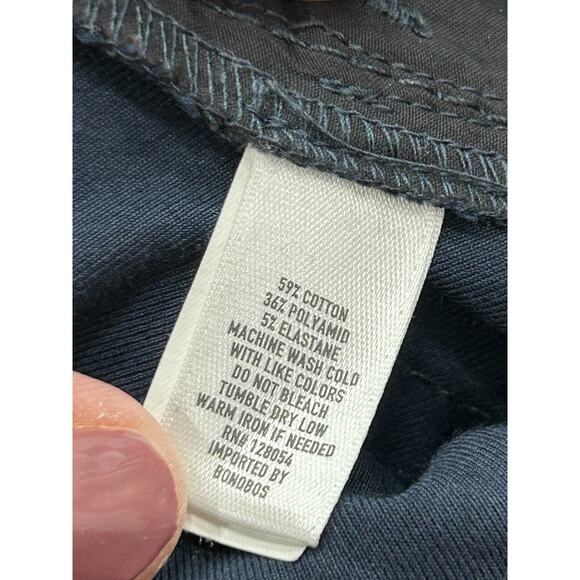 59% COTTON
36% POLYAMID
5% ELASTANE
MACHINE WASH COLD
WITH LIKE COLORS
DO NOT BLEACH
TUMBLE DRY LOW
WARM IRON IF NEEDED
RN# 128054
IMPORTED BY
BONOBOS